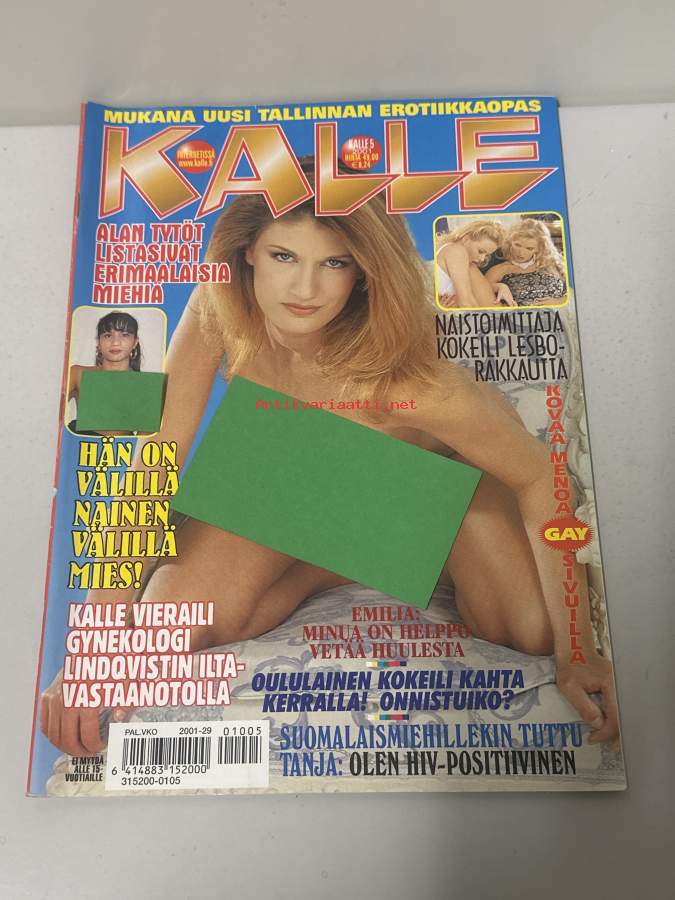 MUKANA UUSI TALLINNAN EROTIIKKAOPAS
KALLE
INTERNETISSÄ
www.kalle.fi
KALLE 5
2001
HINTA 49,00
€ 8,24
ALAN TYTÖT
LISTASIVAT
ERIMAALAISIA
MIEHIÄ
NAISTOIMITTAJA
KOKEILI LESBO-
RAKKAUTTA
Antikvariaatti.net
KOVAA MENOA
GAY
SIVUILLA
HÄN ON
VÄLILLÄ
NAINEN
VÄLILLÄ
MIES!
KALLE VIERAILI
GYNEKOLOGI
LINDQVISTIN ILTA-
VASTAANOTOLLA
EMILIA:
MINUA ON HELPPO
VETÄÄ HUULESTA
OULULAINEN KOKEILI KAHTA
KERRALLA! ONNISTUIKO?
SUOMALAISMIEHILLEKIN TUTTU
TANJA: OLEN HIV-POSITIIVINEN
EI MYYDÄ
ALLE 15-
VUOTIAILLE
PAL.VKO 2001-29
01005
6 414883 152000
315200-0105